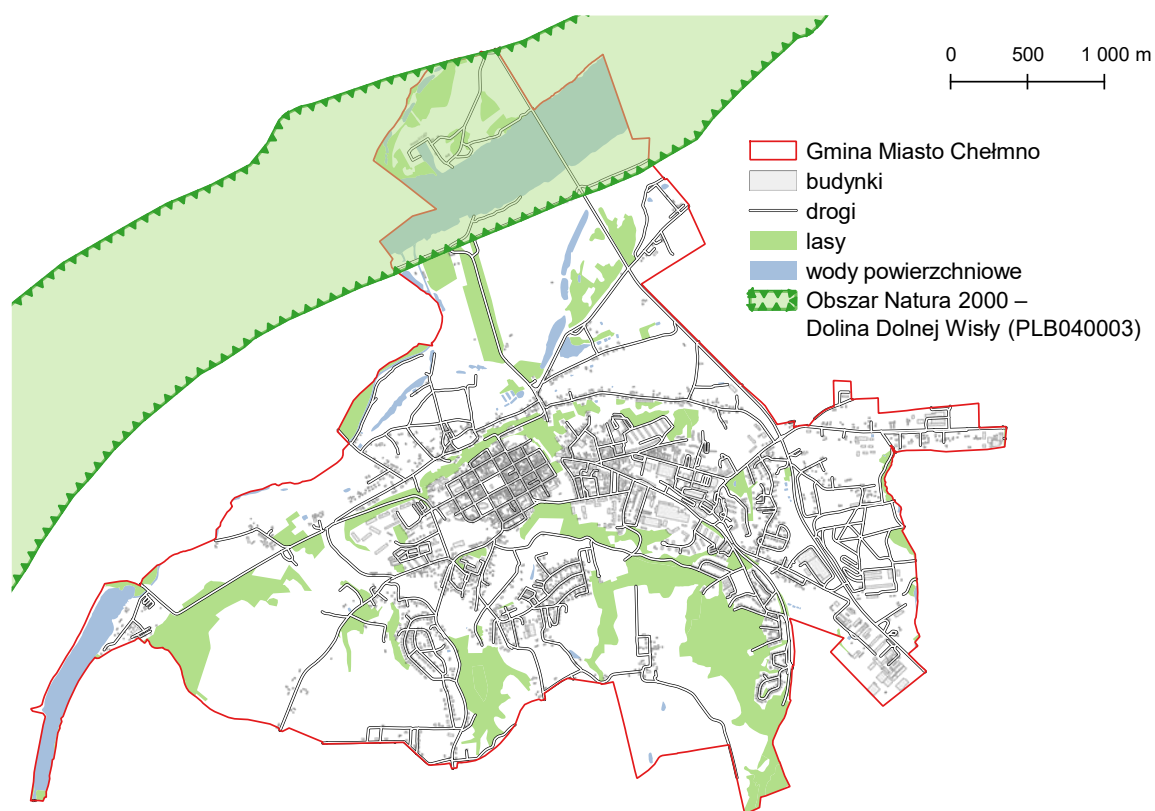 0 500 1 000 m
Gmina Miasto Chełmno
budynki
drogi
lasy
wody powierzchniowe
Obszar Natura 2000 –
Dolina Dolnej Wisły (PLB040003)